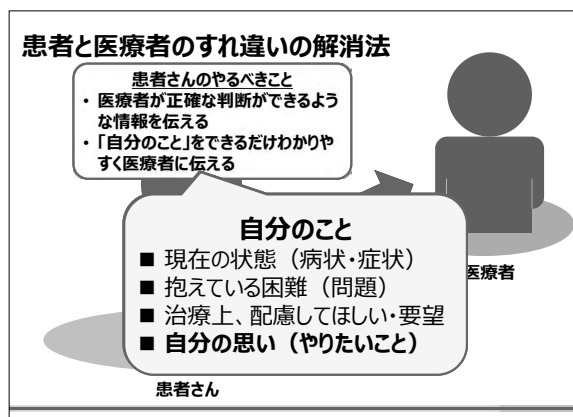 患者と医療者のすれ違いの解消法
患者さんのやるべきこと
・ 医療者が正確な判断ができるよう
な情報を伝える
・ 「自分のこと」をできるだけわかりや
すく医療者に伝える
自分のこと
■ 現在の状態（病状・症状）
■ 抱えている困難（問題）
■ 治療上、配慮してほしい・要望
■ 自分の思い（やりたいこと）
医療者
患者さん